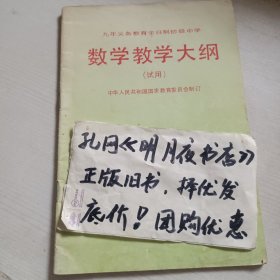 九年义务教育全日制初级中学
数学教学大纲
(试用)
中华人民共和国国家教育委员会制订
孔网《明月夜书店》
正版旧书，择优发
底价！团购优惠